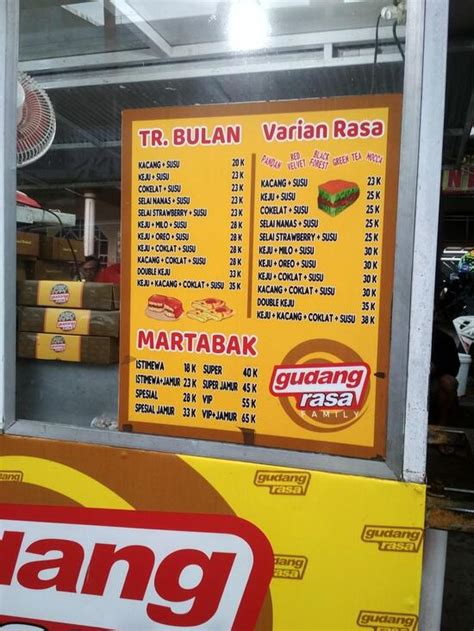 TR. BULAN
KACANG + SUSU 20 K
KEJU + SUSU 23 K
COKELAT + SUSU 23 K
SELAI NANAS + SUSU 23 K
SELAI STRAWBERRY + SUSU 23 K
KEJU + MILO + SUSU 28 K
KEJU + OREO + SUSU 28 K
KEJU + COKLAT + SUSU 28 K
KACANG + COKLAT + SUSU 28 K
DOUBLE KEJU 33 K
KEJU + KACANG + COKLAT + SUSU 35 K
Varian Rasa
PANDAN
RED VELVET
BLACK FOREST
GREEN TEA
MOCCA
KACANG + SUSU 23 K
KEJU + SUSU 25 K
COKELAT + SUSU 25 K
SELAI NANAS + SUSU 25 K
SELAI STRAWBERRY + SUSU 25 K
KEJU + MILO + SUSU 30 K
KEJU + OREO + SUSU 30 K
KEJU + COKLAT + SUSU 30 K
KACANG + COKLAT + SUSU 30 K
DOUBLE KEJU 35 K
KEJU + KACANG + COKLAT + SUSU 38 K
MARTABAK
ISTIMEWA 18 K
ISTIMEWA+JAMUR 23 K
SPESIAL 28 K
SPESIAL JAMUR 33 K
SUPER 40 K
SUPER JAMUR 45 K
VIP 55 K
VIP+JAMUR 65 K
gudang
rasa
FAMILY
gudang
rasa
gudang
rasa
gudang
rasa
gudang
dang